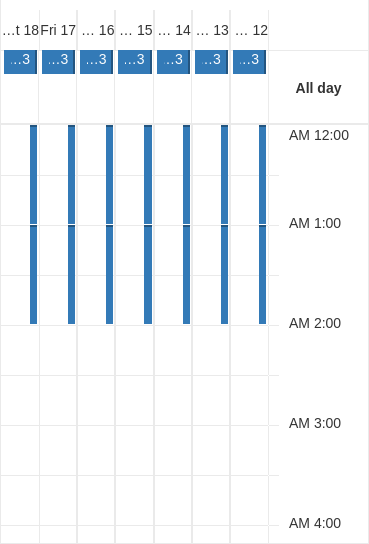 …t 18 Fri 17 … 16 … 15 … 14 … 13 … 12
…3 …3 …3 …3 …3 …3 …3
All day
AM 12:00
AM 1:00
AM 2:00
AM 3:00
AM 4:00